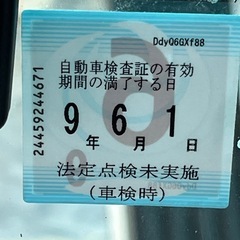 DdyO6GXf88
自動車検査証の有効
期間の満了する日
9年6月1日
法定点検未実施
(車検時)
24459244671